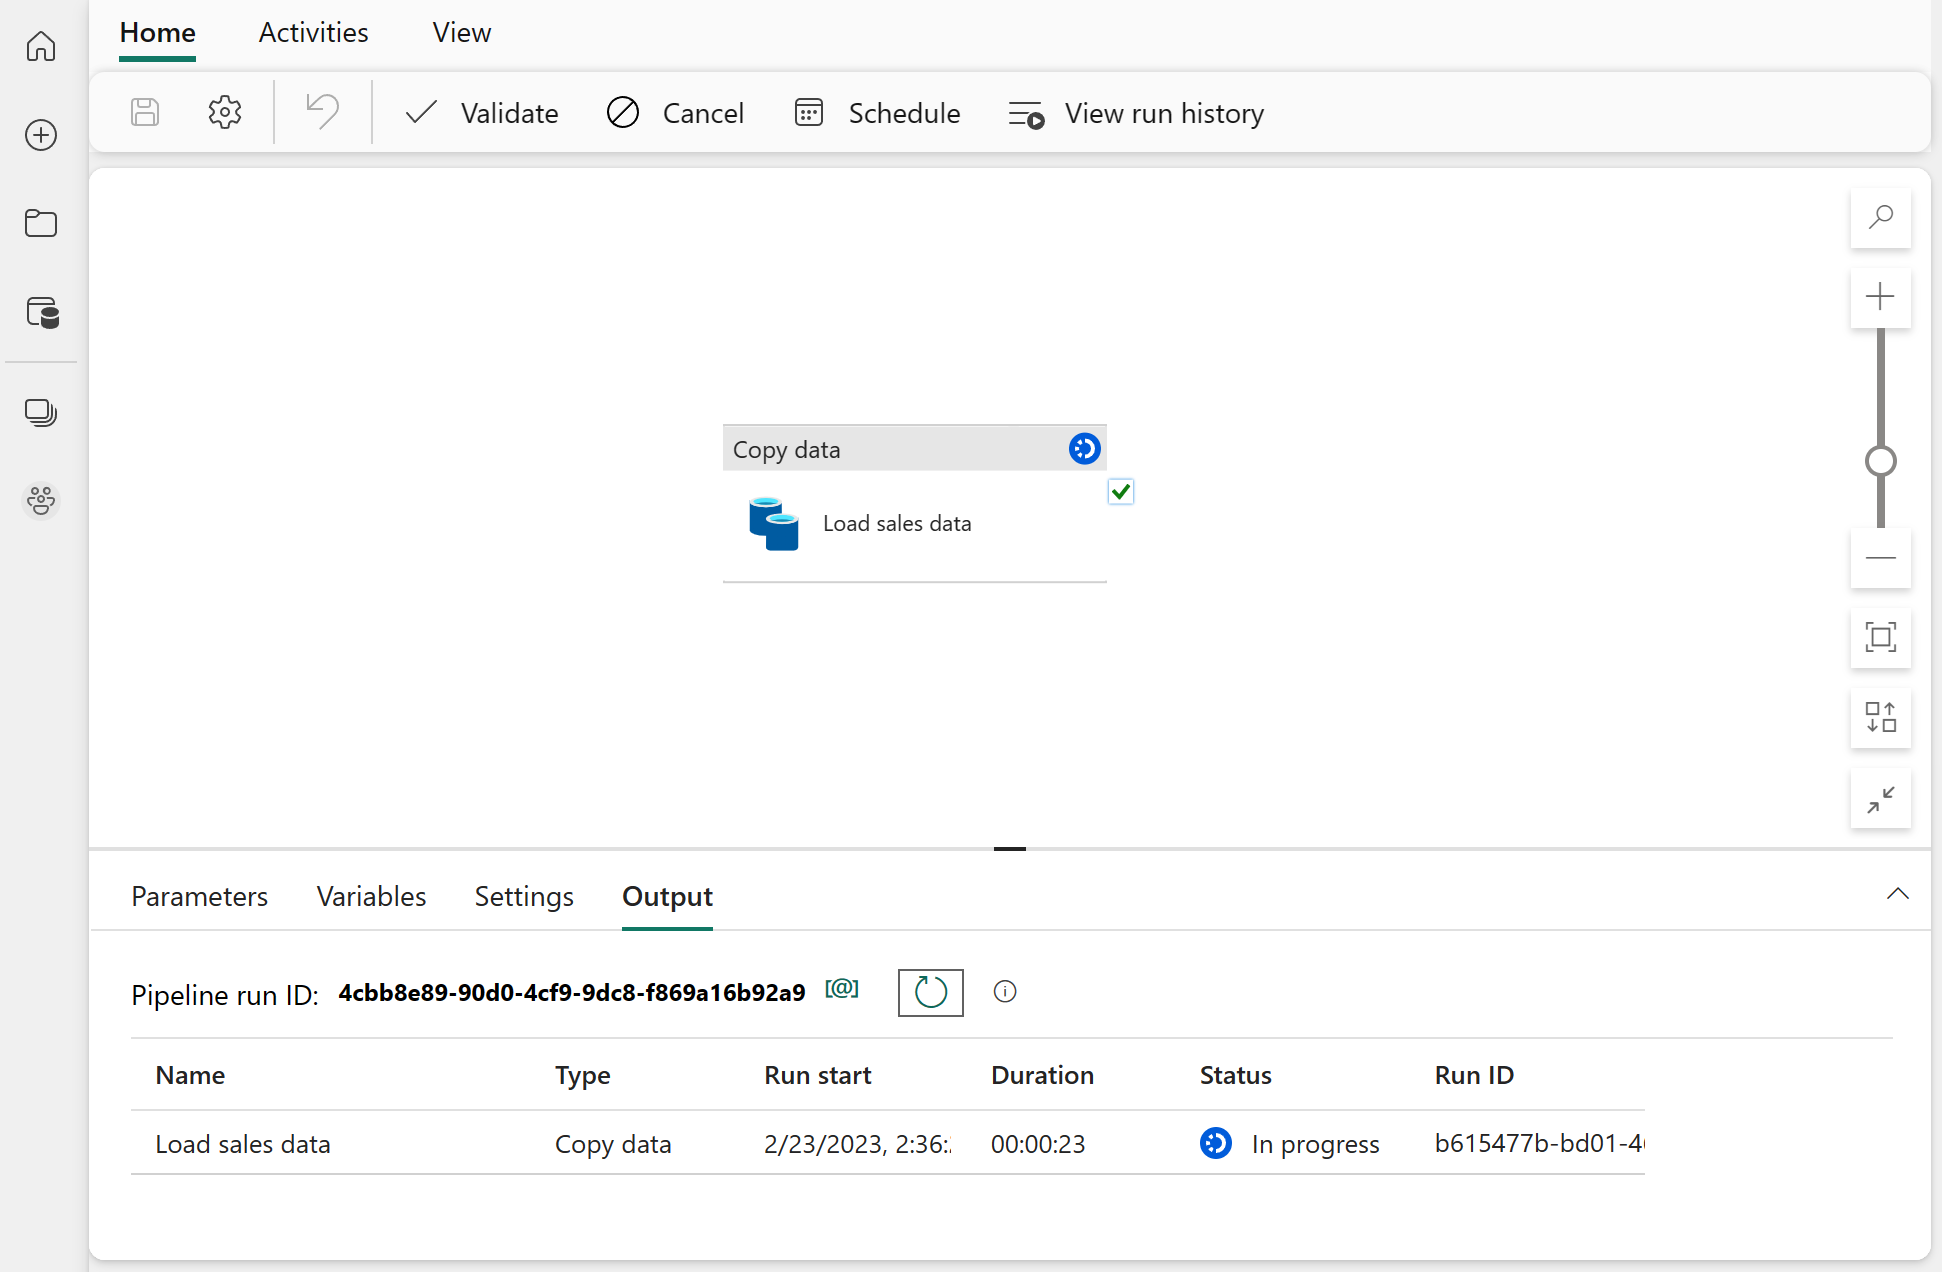 Home Activities View
Validate Cancel Schedule View run history
Copy data
Load sales data
Parameters Variables Settings Output
Pipeline run ID: 4cbb8e89-90d0-4cf9-9dc8-f869a16b92a9 [@]
Name Type Run start Duration Status Run ID
Load sales data Copy data 2/23/2023, 2:36: 00:00:23 In progress b615477b-bd01-4